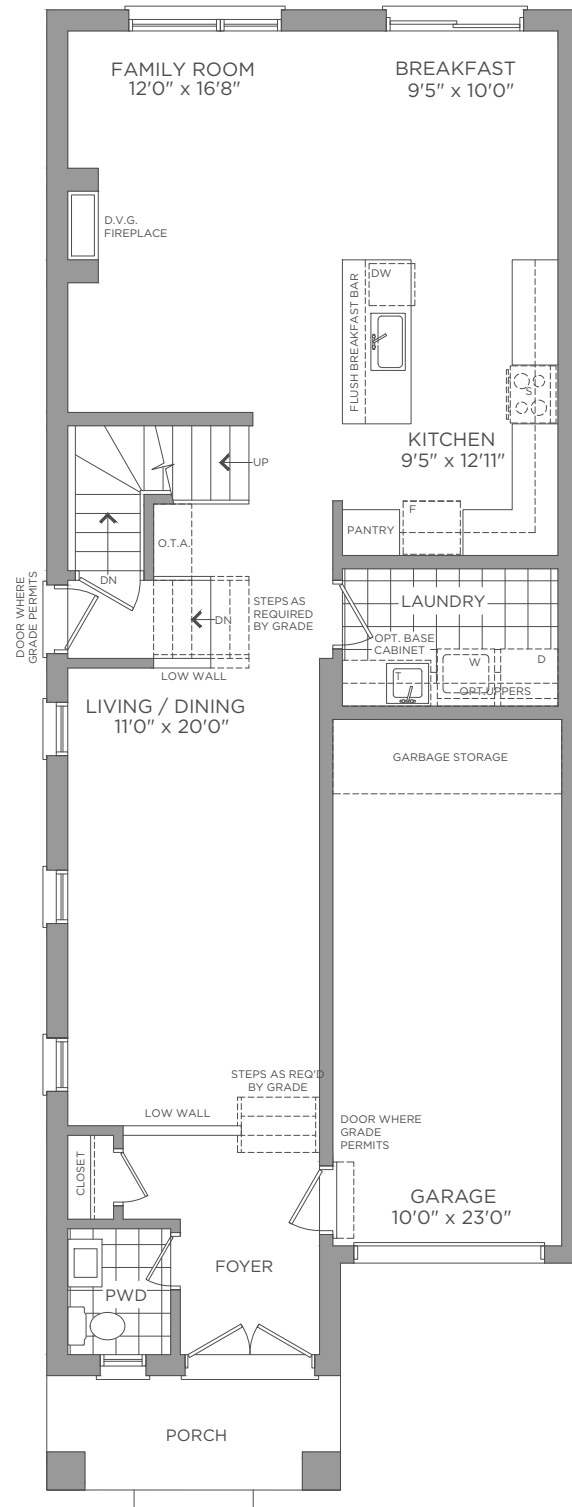 FAMILY ROOM
12'0" x 16'8"
BREAKFAST
9'5" x 10'0"
D.V.G.
FIREPLACE
DW
FLUSH BREAKFAST BAR
S
KITCHEN
9'5" x 12'11"
UP
F
PANTRY
O.T.A.
DN
DOOR WHERE
GRADE PERMITS
DN
STEPS AS
REQUIRED
BY GRADE
LAUNDRY
OPT. BASE
CABINET
W
D
T
OPT.UPPERS
LOW WALL
LIVING / DINING
11'0" x 20'0"
GARBAGE STORAGE
STEPS AS REQ'D
BY GRADE
LOW WALL
DOOR WHERE
GRADE
PERMITS
CLOSET
GARAGE
10'0" x 23'0"
FOYER
PWD
PORCH